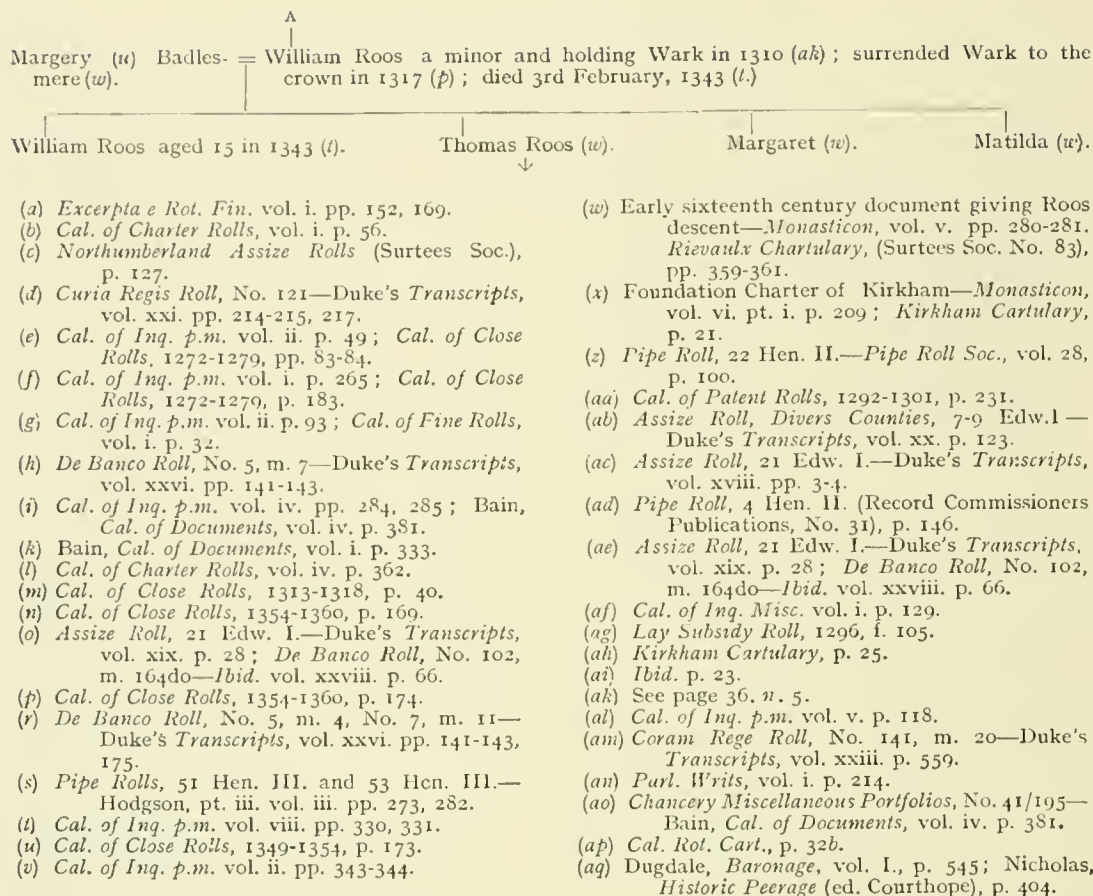 A
Margery (u) Badles- = William Roos a minor and holding Wark in 1310 (ak) ; surrended Wark to the
mere (w). crown in 1317 (p) ; died 3rd February, 1343 (t.)
William Roos aged 15 in 1343 (t). Thomas Roos (w). Margaret (w). Matilda (w).
(a) Excerpta e Rot. Fin. vol. i. pp. 152, 169.
(b) Cal. of Charter Rolls, vol. i. p. 56.
(c) Northumberland Assize Rolls (Surtees Soc.),
p. 127.
(d) Curia Regis Roll, No. 121—Duke's Transcripts,
vol. xxi. pp. 214-215, 217.
(e) Cal. of Inq. p.m. vol. ii. p. 49 ; Cal. of Close
Rolls, 1272-1279, pp. 83-84.
(f) Cal. of Inq. p.m. vol. i. p. 265 ; Cal. of Close
Rolls, 1272-1279, p. 183.
(g) Cal. of Inq. p.m. vol. ii. p. 93 ; Cal. of Fine Rolls,
vol. i. p. 32.
(h) De Banco Roll, No. 5, m. 7—Duke's Transcripts,
vol. xxvi. pp. 141-143.
(i) Cal. of Inq. p.m. vol. iv. pp. 284, 285 ; Bain,
Cal. of Documents, vol. iv. p. 381.
(k) Bain, Cal. of Documents, vol. i. p. 333.
(l) Cal. of Charter Rolls, vol. iv. p. 362.
(m) Cal. of Close Rolls, 1313-1318, p. 40.
(n) Cal. of Close Rolls, 1354-1360, p. 169.
(o) Assize Roll, 21 Edw. I.—Duke's Transcripts,
vol. xix. p. 28 ; De Banco Roll, No. 102,
m. 164do—Ibid. vol. xxviii. p. 66.
(p) Cal. of Close Rolls, 1354-1360, p. 174.
(r) De Banco Roll, No. 5, m. 4, No. 7, m. 11—
Duke's Transcripts, vol. xxvi. pp. 141-143,
175.
(s) Pipe Rolls, 51 Hen. III. and 53 Hen. III.—
Hodgson, pt. iii. vol. iii. pp. 273, 282.
(t) Cal. of Inq. p.m. vol. viii. pp. 330, 331.
(u) Cal. of Close Rolls, 1349-1354, p. 173.
(v) Cal. of Inq. p.m. vol. ii. pp. 343-344.
(w) Early sixteenth century document giving Roos
descent—Monasticon, vol. v. pp. 280-281.
Rievaulx Chartulary, (Surtees Soc. No. 83),
pp. 359-361.
(x) Foundation Charter of Kirkham—Monasticon,
vol. vi. pt. i. p. 209 ; Kirkham Cartulary,
p. 21.
(z) Pipe Roll, 22 Hen. II.—Pipe Roll Soc., vol. 28,
p. 100.
(aa) Cal. of Patent Rolls, 1292-1301, p. 231.
(ab) Assize Roll, Divers Counties, 7-9 Edw.I—
Duke's Transcripts, vol. xx. p. 123.
(ac) Assize Roll, 21 Edw. I.—Duke's Transcripts,
vol. xviii. pp. 3-4.
(ad) Pipe Roll, 4 Hen. II. (Record Commissioners
Publications, No. 31), p. 146.
(ae) Assize Roll, 21 Edw. I.—Duke's Transcripts,
vol. xix. p. 28 ; De Banco Roll, No. 102,
m. 164do—Ibid. vol. xxviii. p. 66.
(af) Cal. of Inq. Misc. vol. i. p. 129.
(ag) Lay Subsidy Roll, 1296, f. 105.
(ah) Kirkham Cartulary, p. 25.
(ai) Ibid. p. 23.
(ak) See page 36. n. 5.
(al) Cal. of Inq. p.m. vol. v. p. 118.
(am) Coram Rege Roll, No. 141, m. 20—Duke's
Transcripts, vol. xxiii. p. 559.
(an) Parl. Writs, vol. i. p. 214.
(ao) Chancery Miscellaneous Portfolios, No. 41/195—
Bain, Cal. of Documents, vol. iv. p. 381.
(ap) Cal. Rot. Cart., p. 32b.
(aq) Dugdale, Baronage, vol. I., p. 545; Nicholas,
Historic Peerage (ed. Courthope), p. 404.